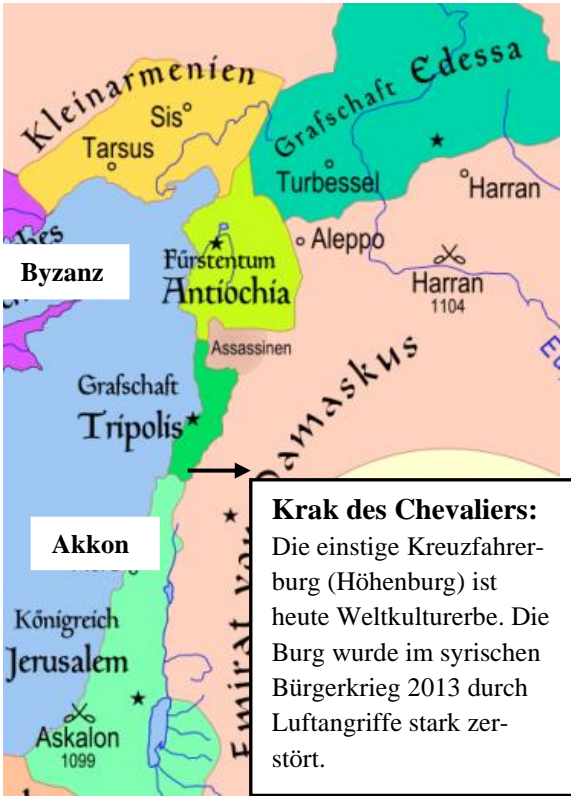 Kleinarmenien
Grafschaft Edessa
Sis
Tarsus
Turbessel
Harran
Byzanz
Aleppo
Fürstentum
Antiochia
Harran
1104
Assassinen
Grafschaft
Tripolis
Damaskus
Emirat von
Akkon
Königreich
Jerusalem
Askalon
1099
Krak des Chevaliers:
Die einstige Kreuzfahrer-
burg (Höhenburg) ist
heute Weltkulturerbe. Die
Burg wurde im syrischen
Bürgerkrieg 2013 durch
Luftangriffe stark zer-
stört.